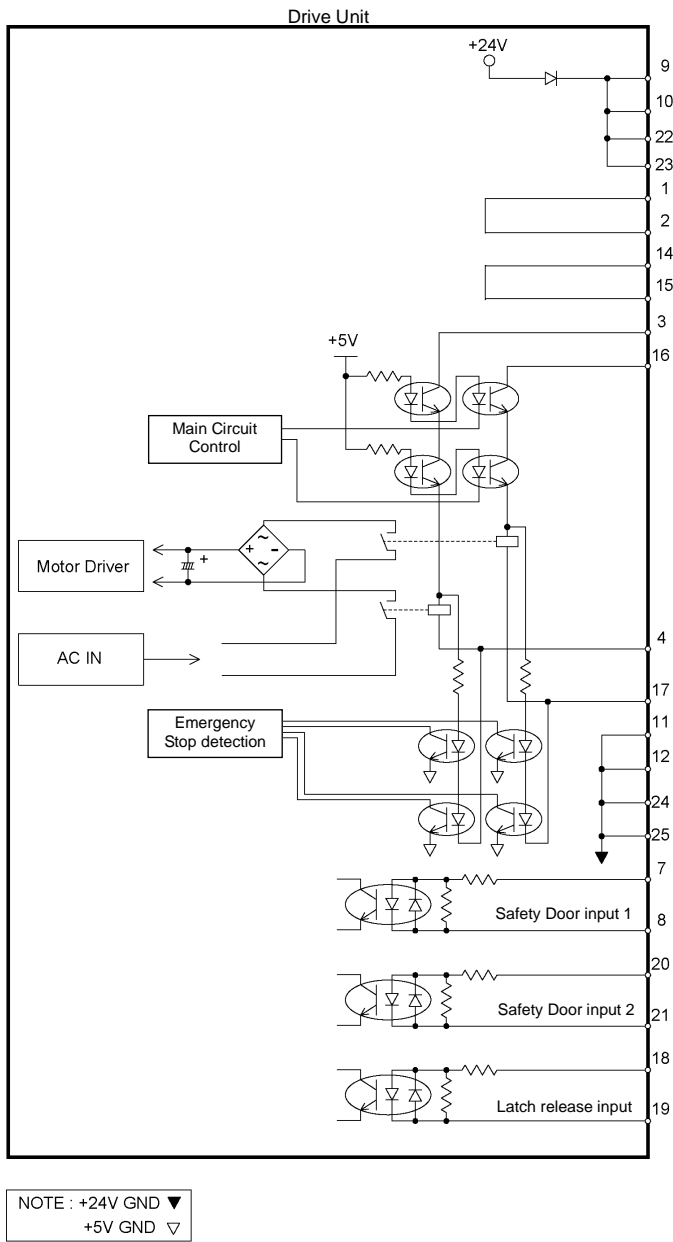 Drive Unit
+24V
9
10
22
23
1
2
14
15
3
+5V
16
Main Circuit
Control
Motor Driver
+
~
+
-
~
AC IN
4
17
Emergency
Stop detection
11
12
24
25
7
Safety Door input 1
8
20
Safety Door input 2
21
18
Latch release input
19
NOTE : +24V GND ▼
+5V GND ▽